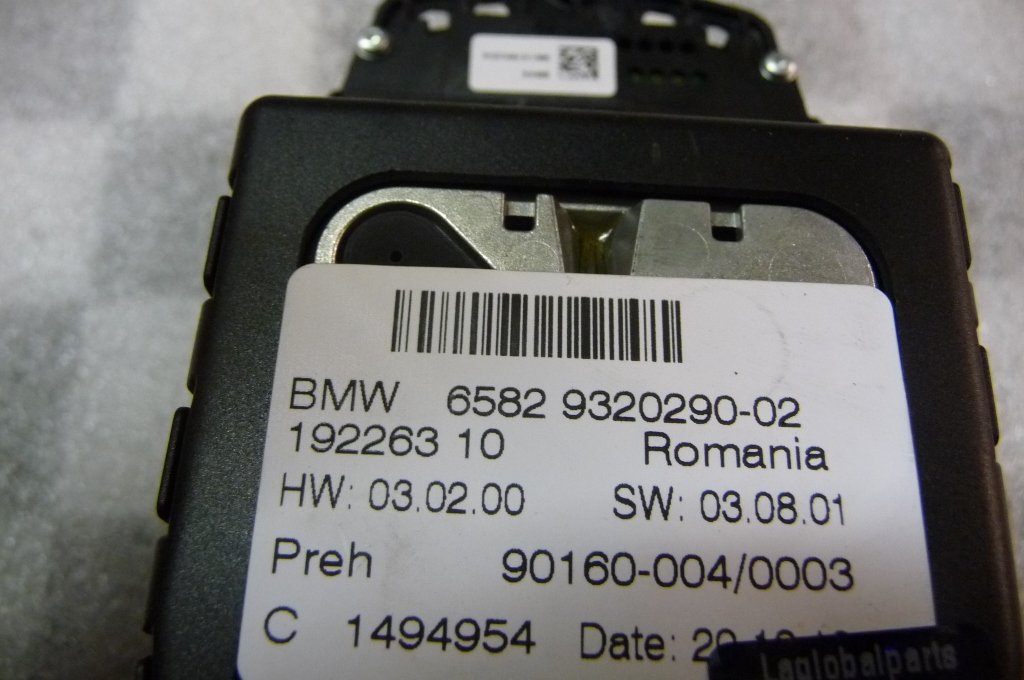 BMW 6582 9320290-02
192263 10 Romania
HW: 03.02.00 SW: 03.08.01
Preh 90160-004/0003
C 1494954 Date:
Laglobalparts